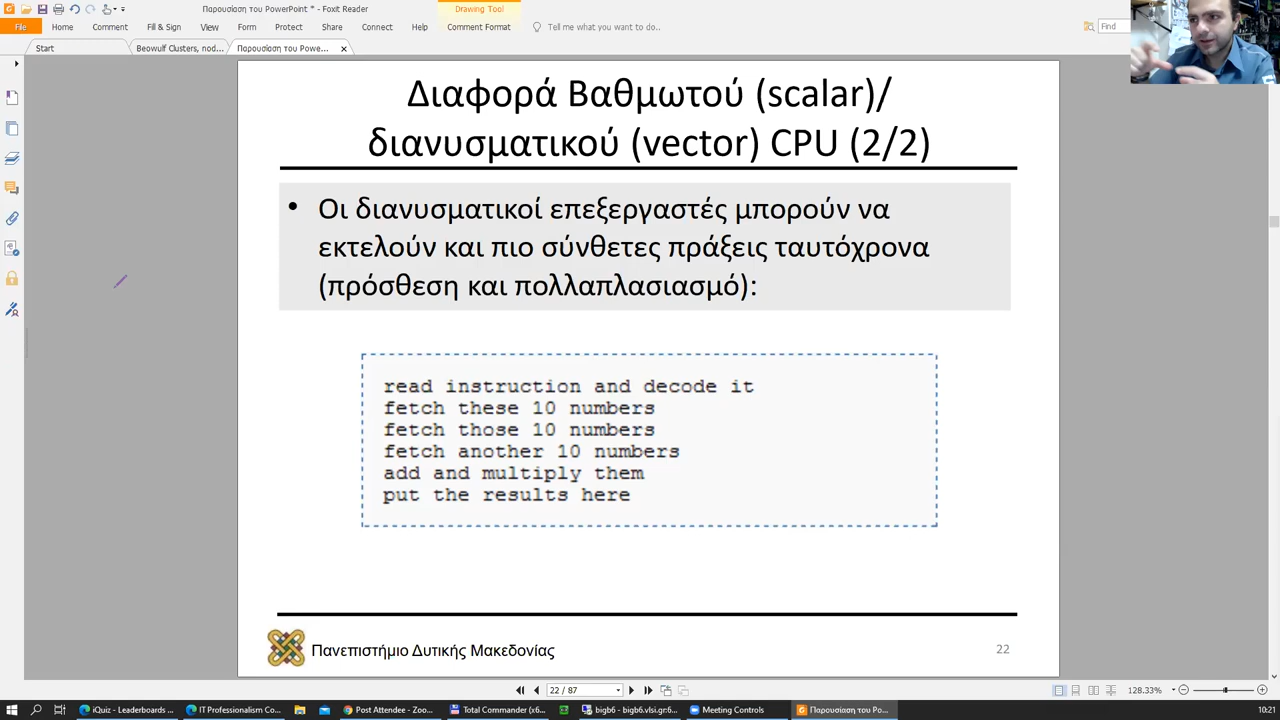 Παρουσίαση του PowerPoint * - Foxit Reader
Drawing Tool
File Home Comment Fill & Sign View Form Protect Share Connect Help Comment Format Tell me what you want to do.. Find
Start Beowulf Clusters, nod... Παρουσίαση του Powe... ×
Διαφορά Βαθμωτού (scalar)/
διανυσματικού (vector) CPU (2/2)
• Οι διανυσματικοί επεξεργαστές μπορούν να
εκτελούν και πιο σύνθετες πράξεις ταυτόχρονα
(πρόσθεση και πολλαπλασιασμό):
read instruction and decode it
fetch these 10 numbers
fetch those 10 numbers
fetch another 10 numbers
add and multiply them
put the results here
Πανεπιστήμιο Δυτικής Μακεδονίας
22
22 / 87
128.33%
iQuiz - Leaderboards ... IT Professionalism Co... Post Attendee - Zoo... Total Commander (x6... bigb6 - bigb6.vlsi.gr:6... Meeting Controls Παρουσίαση του Po... 10:21